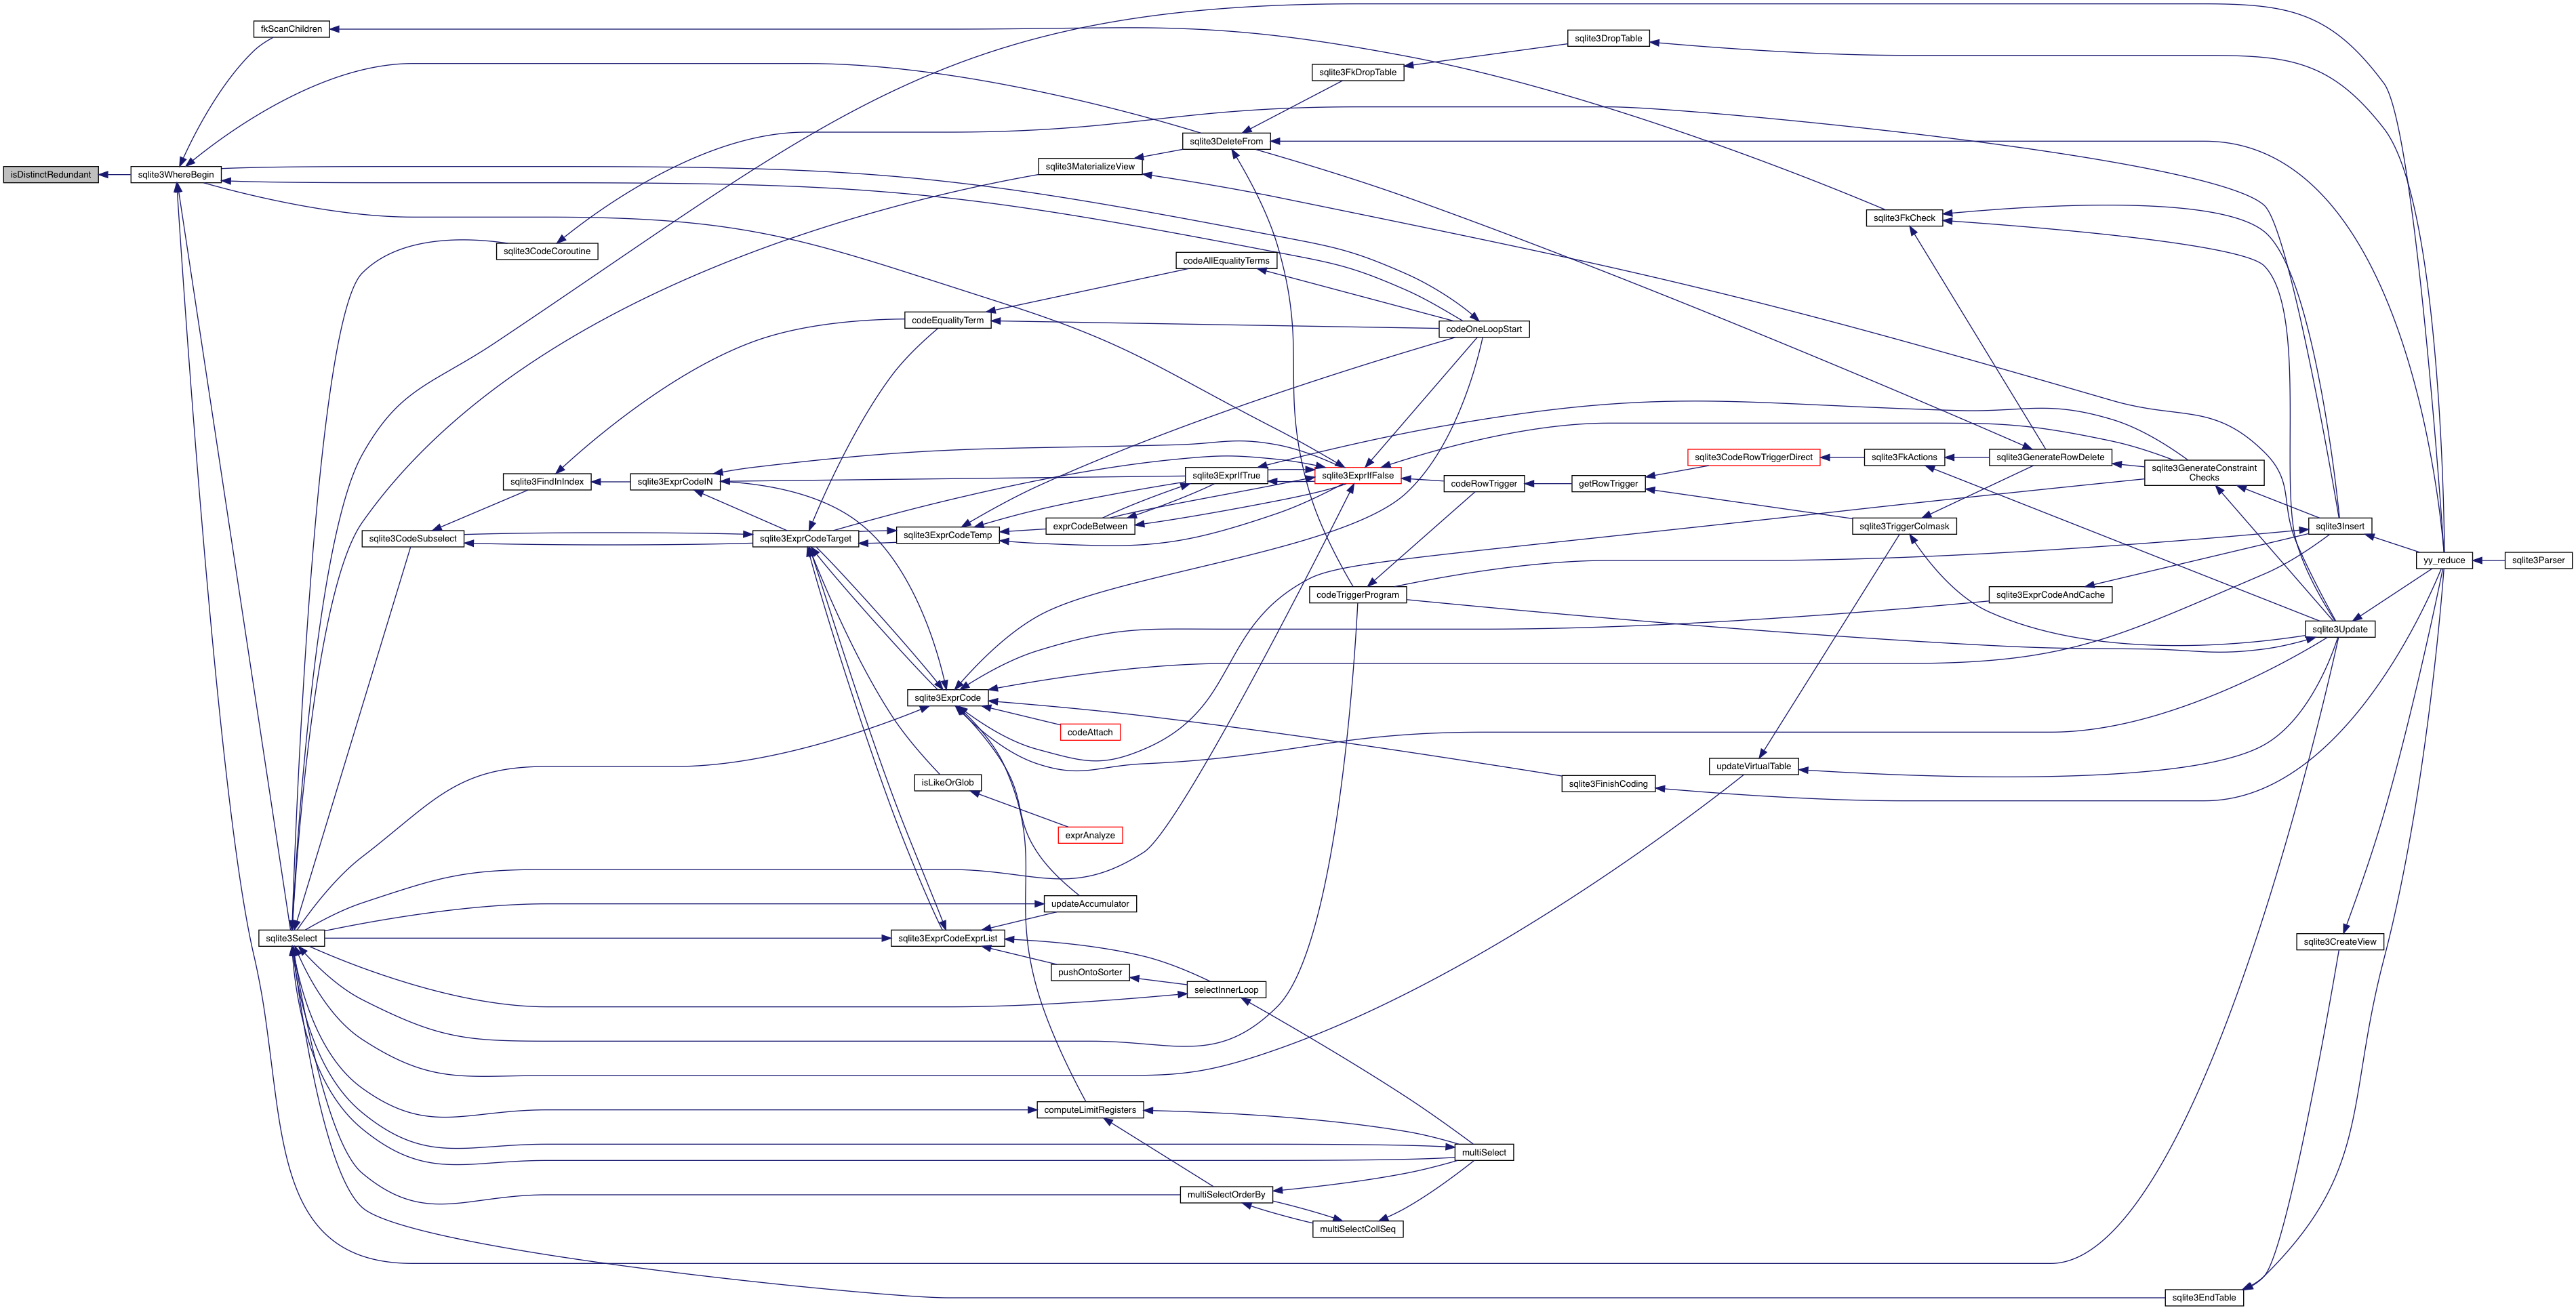 fkScanChildren
sqlite3DropTable
sqlite3FkDropTable
sqlite3DeleteFrom
sqlite3MaterializeView
isDistinctRedundant
sqlite3WhereBegin
sqlite3FkCheck
sqlite3CodeCoroutine
codeAllEqualityTerms
codeEqualityTerm
codeOneLoopStart
sqlite3CodeRowTriggerDirect
sqlite3FkActions
sqlite3GenerateRowDelete
sqlite3GenerateConstraint
Checks
sqlite3FindInIndex
sqlite3ExprCodeIN
sqlite3ExprIfTrue
sqlite3ExprIfFalse
codeRowTrigger
getRowTrigger
sqlite3CodeSubselect
sqlite3ExprCodeTarget
sqlite3ExprCodeTemp
exprCodeBetween
sqlite3TriggerColmask
sqlite3Insert
yy_reduce
sqlite3Parser
codeTriggerProgram
sqlite3ExprCodeAndCache
sqlite3Update
sqlite3ExprCode
codeAttach
updateVirtualTable
isLikeOrGlob
sqlite3FinishCoding
exprAnalyze
updateAccumulator
sqlite3Select
sqlite3ExprCodeExprList
sqlite3CreateView
pushOntoSorter
selectInnerLoop
computeLimitRegisters
multiSelect
multiSelectOrderBy
multiSelectCollSeq
sqlite3EndTable